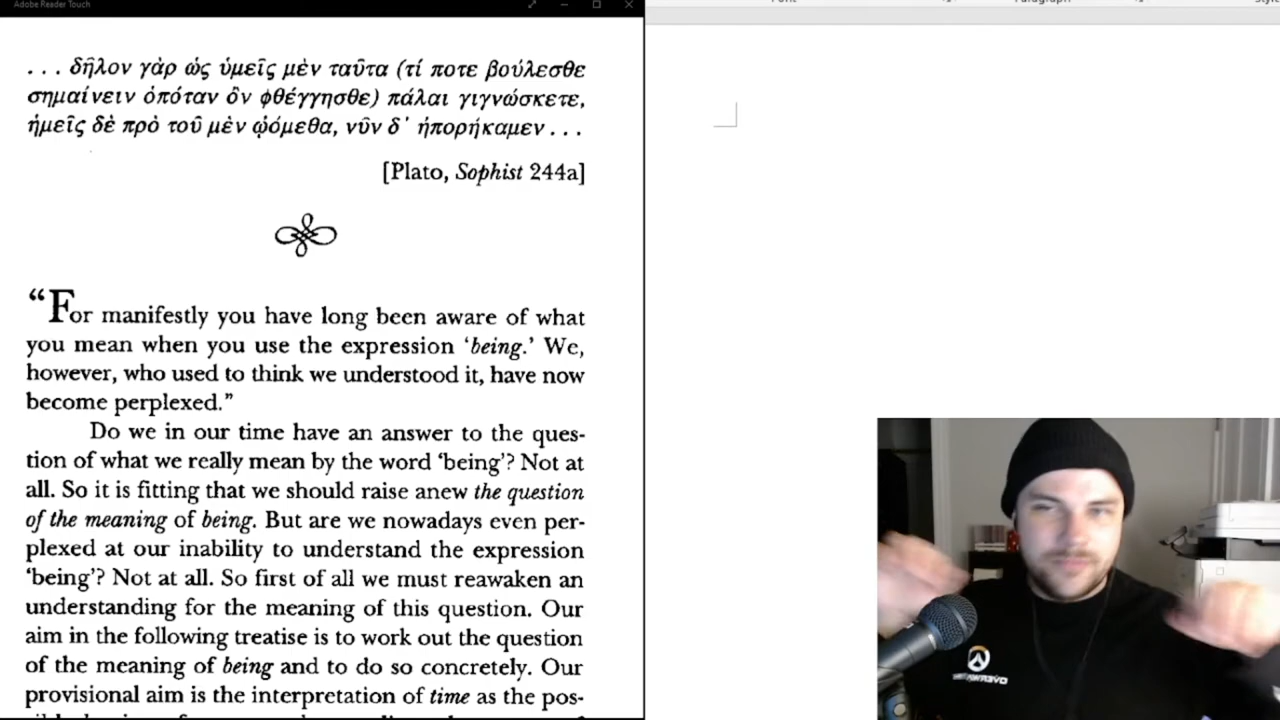 Adobe Reader Touch
Font
Paragraph
. . . δῆλον γὰρ ὡς ὑμεῖς μὲν ταῦτα (τί ποτε βούλεσθε
σημαίνειν ὁπόταν ὂν φθέγγησθε) πάλαι γιγνώσκετε,
ἡμεῖς δὲ πρὸ τοῦ μὲν ᾠόμεθα, νῦν δ᾽ ἠπορήκαμεν . . .
[Plato, Sophist 244a]
“For manifestly you have long been aware of what
you mean when you use the expression ‘being.’ We,
however, who used to think we understood it, have now
become perplexed.”
Do we in our time have an answer to the ques-
tion of what we really mean by the word ‘being’? Not at
all. So it is fitting that we should raise anew the question
of the meaning of being. But are we nowadays even per-
plexed at our inability to understand the expression
‘being’? Not at all. So first of all we must reawaken an
understanding for the meaning of this question. Our
aim in the following treatise is to work out the question
of the meaning of being and to do so concretely. Our
provisional aim is the interpretation of time as the pos-